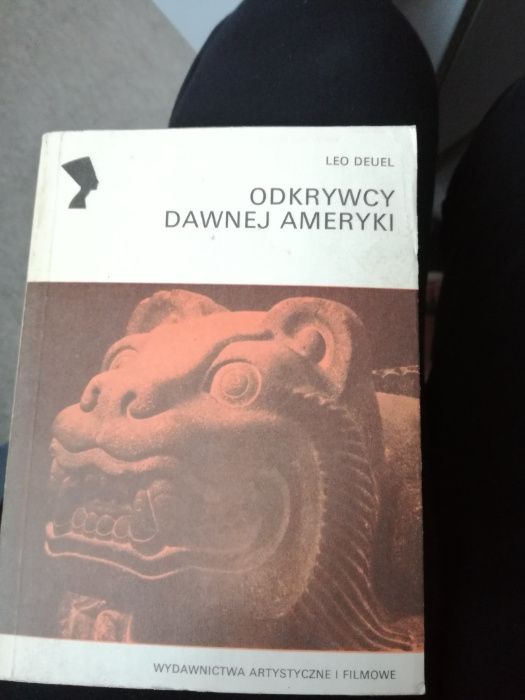 LEO DEUEL
ODKRYWCY
DAWNEJ AMERYKI
WYDAWNICTWA ARTYSTYCZNE I FILMOWE